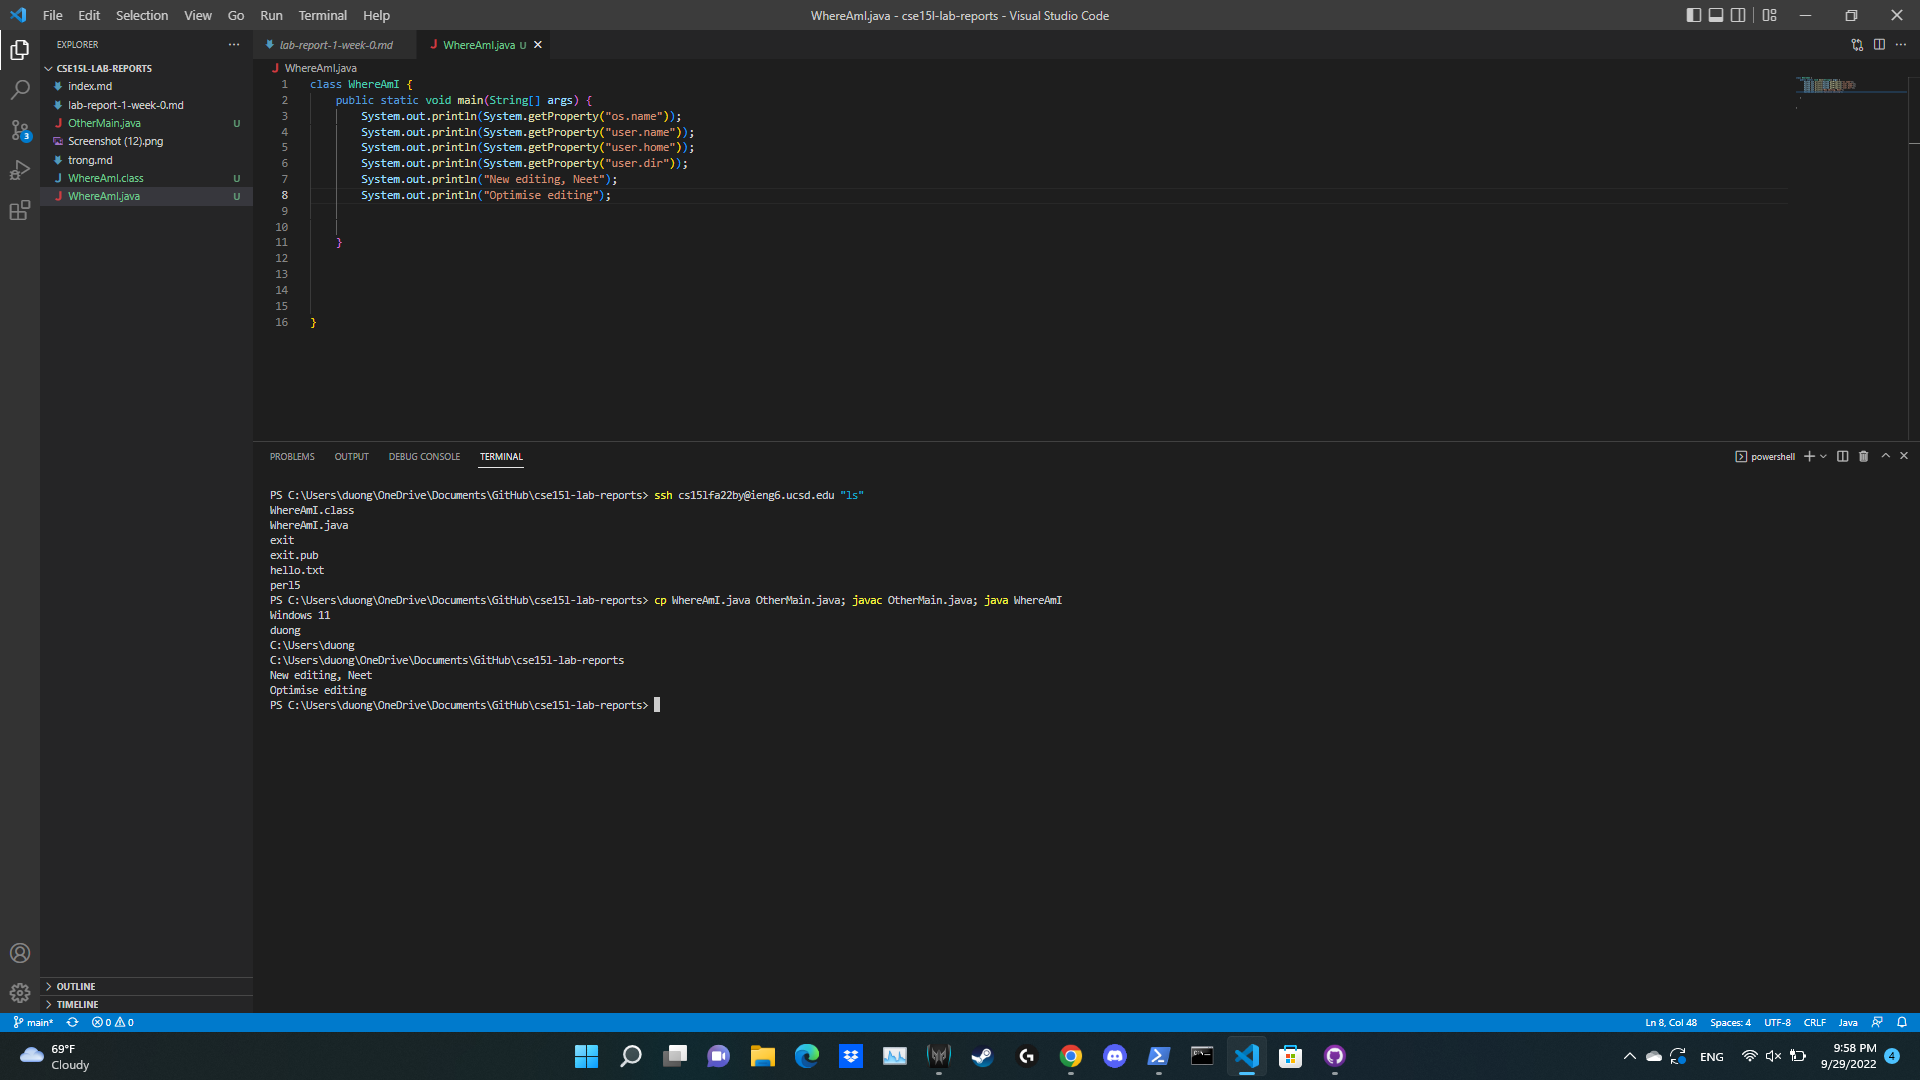 File Edit Selection View Go Run Terminal Help
WhereAmI.java - cse15l-lab-reports - Visual Studio Code
EXPLORER
lab-report-1-week-0.md
WhereAmI.java U
CSE15L-LAB-REPORTS
index.md
lab-report-1-week-0.md
OtherMain.java U
Screenshot (12).png
trong.md
WhereAmI.class U
WhereAmI.java U
3
WhereAmI.java
1 class WhereAmI {
2 public static void main(String[] args) {
3 System.out.println(System.getProperty("os.name"));
4 System.out.println(System.getProperty("user.name"));
5 System.out.println(System.getProperty("user.home"));
6 System.out.println(System.getProperty("user.dir"));
7 System.out.println("New editing, Neet");
8 System.out.println("Optimise editing");
9
10
11 }
12
13
14
15
16 }
PROBLEMS OUTPUT DEBUG CONSOLE TERMINAL
powershell
PS C:\Users\duong\OneDrive\Documents\GitHub\cse15l-lab-reports> ssh cs15lfa22by@ieng6.ucsd.edu "ls"
WhereAmI.class
WhereAmI.java
exit
exit.pub
hello.txt
perl5
PS C:\Users\duong\OneDrive\Documents\GitHub\cse15l-lab-reports> cp WhereAmI.java OtherMain.java; javac OtherMain.java; java WhereAmI
Windows 11
duong
C:\Users\duong
C:\Users\duong\OneDrive\Documents\GitHub\cse15l-lab-reports
New editing, Neet
Optimise editing
PS C:\Users\duong\OneDrive\Documents\GitHub\cse15l-lab-reports>
OUTLINE
TIMELINE
main* 0 0
Ln 8, Col 48 Spaces: 4 UTF-8 CRLF Java
69°F
Cloudy
ENG
9:58 PM
9/29/2022
4